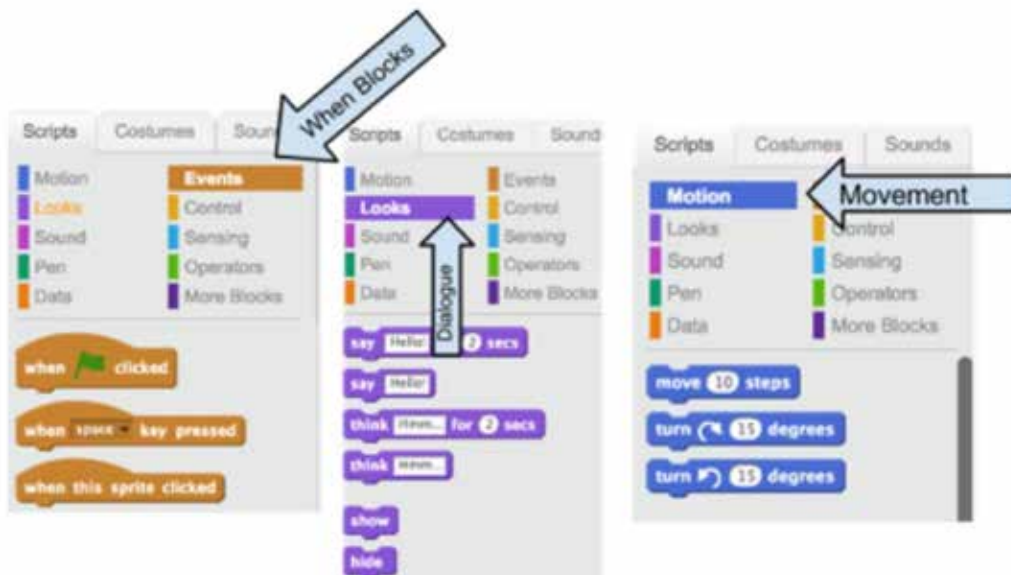 When Blocks
Scripts Costumes Soun
Motion Events
Looks Control
Sound Sensing
Pen Operators
Data More Blocks
when clicked
when space key pressed
when this sprite clicked
Scripts Costumes Sounds
Motion Events
Looks Control
Sound Sensing
Pen Operators
Data More Blocks
Dialogue
say Hello! 2 secs
say Hello!
think Hmm... for 2 secs
think Hmm...
show
hide
Scripts Costumes Sounds
Motion
Movement
Looks Control
Sound Sensing
Pen Operators
Data More Blocks
move 10 steps
turn 15 degrees
turn 15 degrees